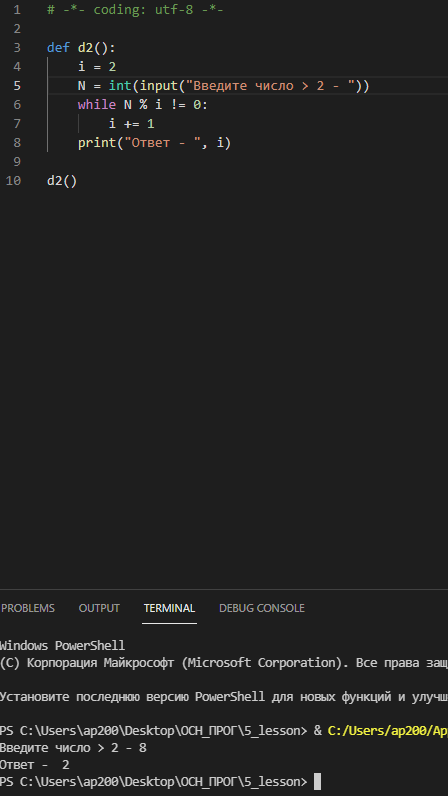 1 # -*- coding: utf-8 -*-
2
3 def d2():
4     i = 2
5     N = int(input("Введите число > 2 - "))
6     while N % i != 0:
7         i += 1
8     print("Ответ - ", i)
9
10 d2()
PROBLEMS OUTPUT TERMINAL DEBUG CONSOLE
Windows PowerShell
(C) Корпорация Майкрософт (Microsoft Corporation). Все права
Установите последнюю версию PowerShell для новых функций и
PS C:\Users\ap200\Desktop\ОСН_ПРОГ\5_lesson> & C:/Users/ap200/Ap
Введите число > 2 - 8
Ответ -  2
PS C:\Users\ap200\Desktop\ОСН_ПРОГ\5_lesson>